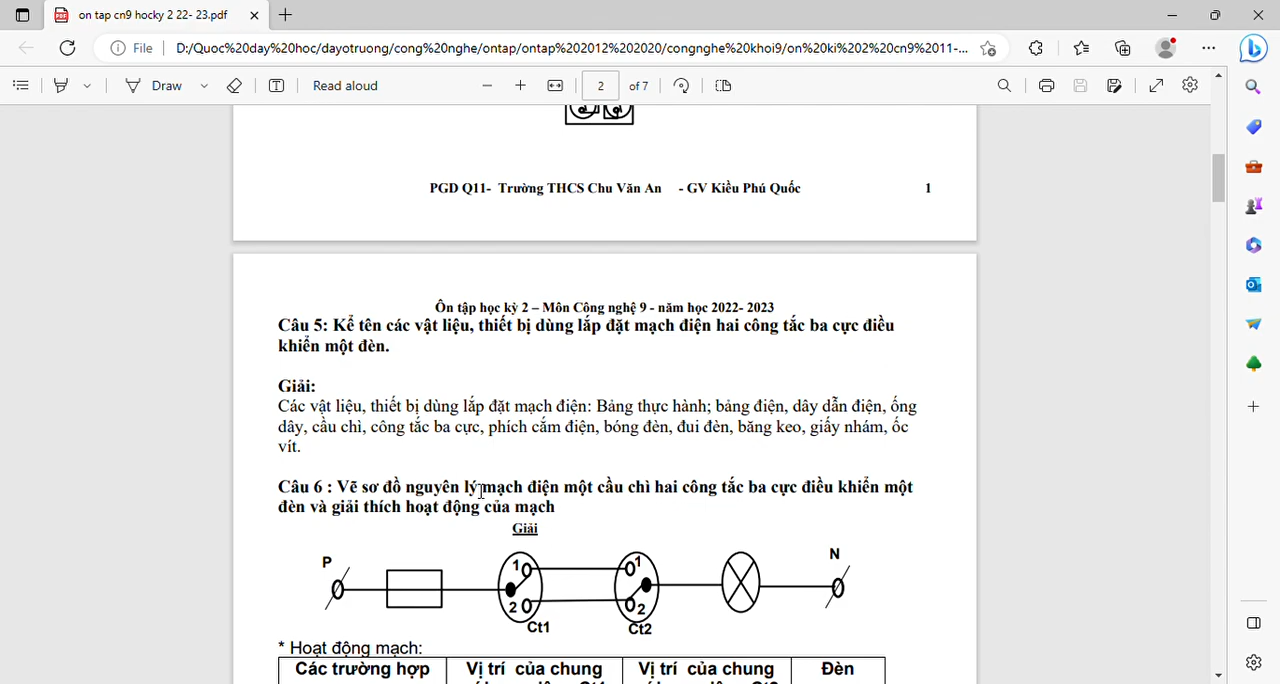 on tap cn9 hocky 2 22- 23.pdf
File D:/Quoc%20day%20hoc/dayotruong/cong%20nghe/ontap/ontap%202012%202020/congnghe%20khoi9/on%20ki%202%20cn9%2011-...
Draw Read aloud 2 of 7
PGD Q11- Trường THCS Chu Văn An - GV Kiều Phú Quốc 1
Ôn tập học kỳ 2 – Môn Công nghệ 9 - năm học 2022- 2023
Câu 5: Kể tên các vật liệu, thiết bị dùng lắp đặt mạch điện hai công tắc ba cực điều
khiển một đèn.
Giải:
Các vật liệu, thiết bị dùng lắp đặt mạch điện: Bảng thực hành; bảng điện, dây dẫn điện, ống
dây, cầu chì, công tắc ba cực, phích cắm điện, bóng đèn, đui đèn, băng keo, giấy nhám, ốc
vít.
Câu 6 : Vẽ sơ đồ nguyên lý mạch điện một cầu chì hai công tắc ba cực điều khiển một
đèn và giải thích hoạt động của mạch
Giải
P 1 1 N
2 2
Ct1 Ct2
* Hoạt động mạch:
Các trường hợp Vị trí của chung Vị trí của chung Đèn